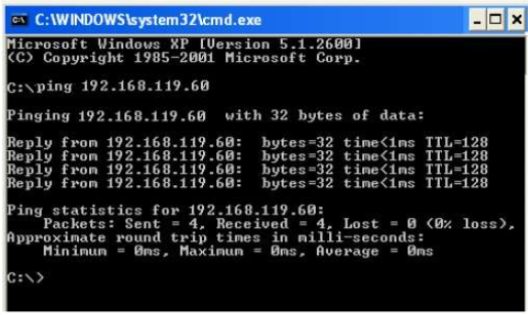 C:\WINDOWS\system32\cmd.exe
Microsoft Windows XP [Version 5.1.2600]
(C) Copyright 1985-2001 Microsoft Corp.
C:\ping 192.168.119.60
Pinging 192.168.119.60 with 32 bytes of data:
Reply from 192.168.119.60: bytes=32 time<1ms TTL=128
Reply from 192.168.119.60: bytes=32 time<1ms TTL=128
Reply from 192.168.119.60: bytes=32 time<1ms TTL=128
Reply from 192.168.119.60: bytes=32 time<1ms TTL=128
Ping statistics for 192.168.119.60:
Packets: Sent = 4, Received = 4, Lost = 0 (0% loss),
Approximate round trip times in milli-seconds:
Minimum = 0ms, Maximum = 0ms, Average = 0ms
C:\>